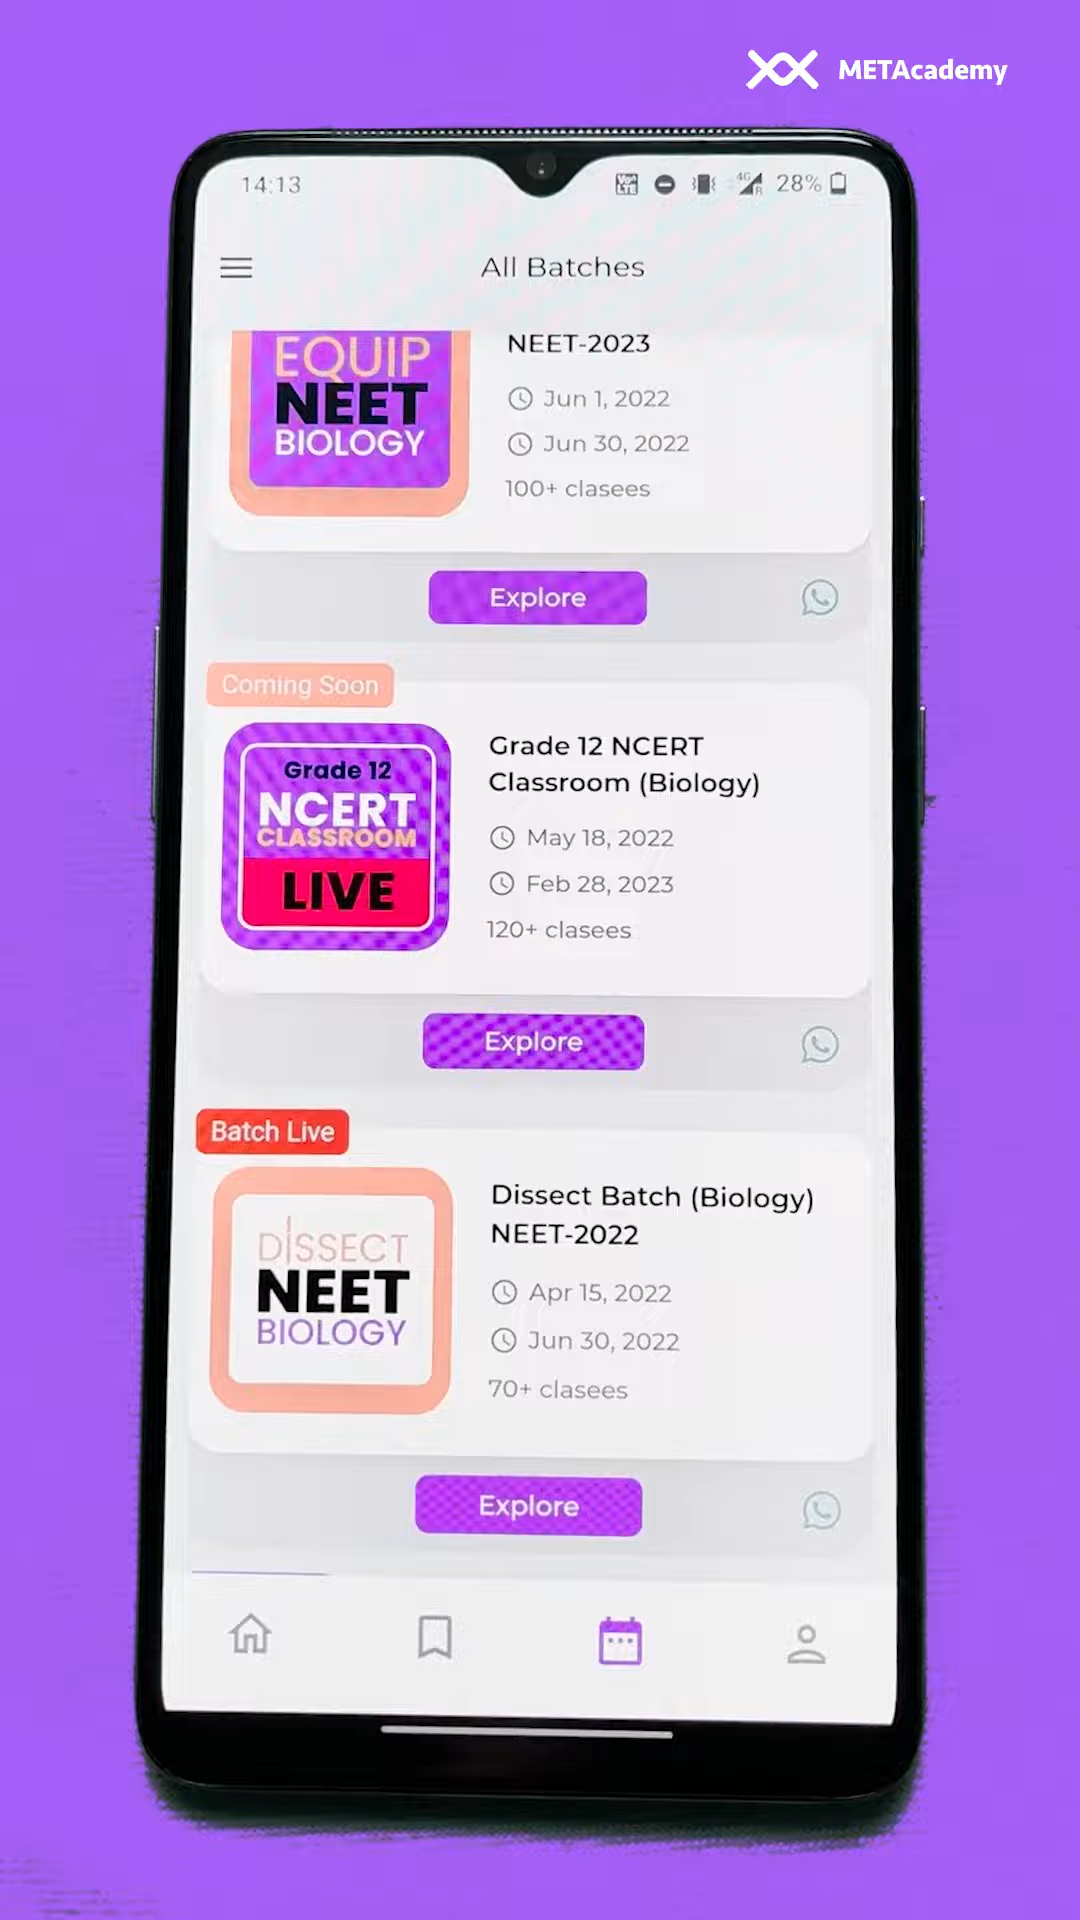 METAcademy
14:13
Vo LTE
4G
R
28%
All Batches
EQUIP
NEET
BIOLOGY
NEET-2023
Jun 1, 2022
Jun 30, 2022
100+ clasees
Explore
Coming Soon
Grade 12
NCERT
CLASSROOM
LIVE
Grade 12 NCERT
Classroom (Biology)
May 18, 2022
Feb 28, 2023
120+ clasees
Explore
Batch Live
DISSECT
NEET
BIOLOGY
Dissect Batch (Biology)
NEET-2022
Apr 15, 2022
Jun 30, 2022
70+ clasees
Explore